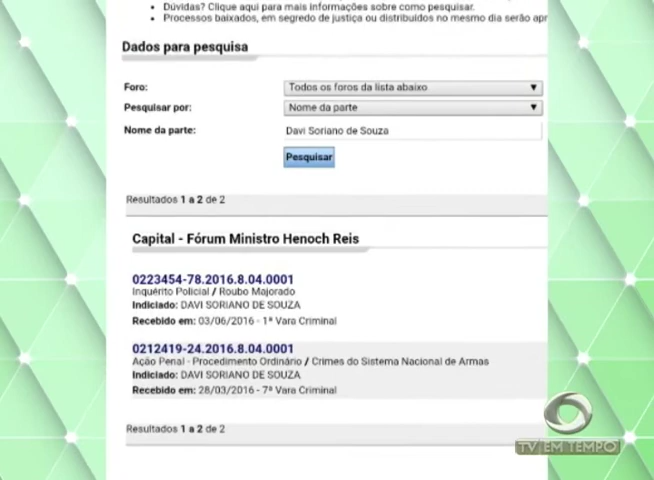 Dúvidas? Clique aqui para mais informações sobre como pesquisar.
Processos baixados, em segredo de justiça ou distribuídos no mesmo dia serão apr
Dados para pesquisa
Foro: Todos os foros da lista abaixo
Pesquisar por: Nome da parte
Nome da parte: Davi Soriano de Souza
Pesquisar
Resultados 1 a 2 de 2
Capital - Fórum Ministro Henoch Reis
0223454-78.2016.8.04.0001
Inquérito Policial / Roubo Majorado
Indiciado: DAVI SORIANO DE SOUZA
Recebido em: 03/06/2016 - 1ª Vara Criminal
0212419-24.2016.8.04.0001
Ação Penal - Procedimento Ordinário / Crimes do Sistema Nacional de Armas
Indiciado: DAVI SORIANO DE SOUZA
Recebido em: 28/03/2016 - 7ª Vara Criminal
Resultados 1 a 2 de 2
TV EM TEMPO